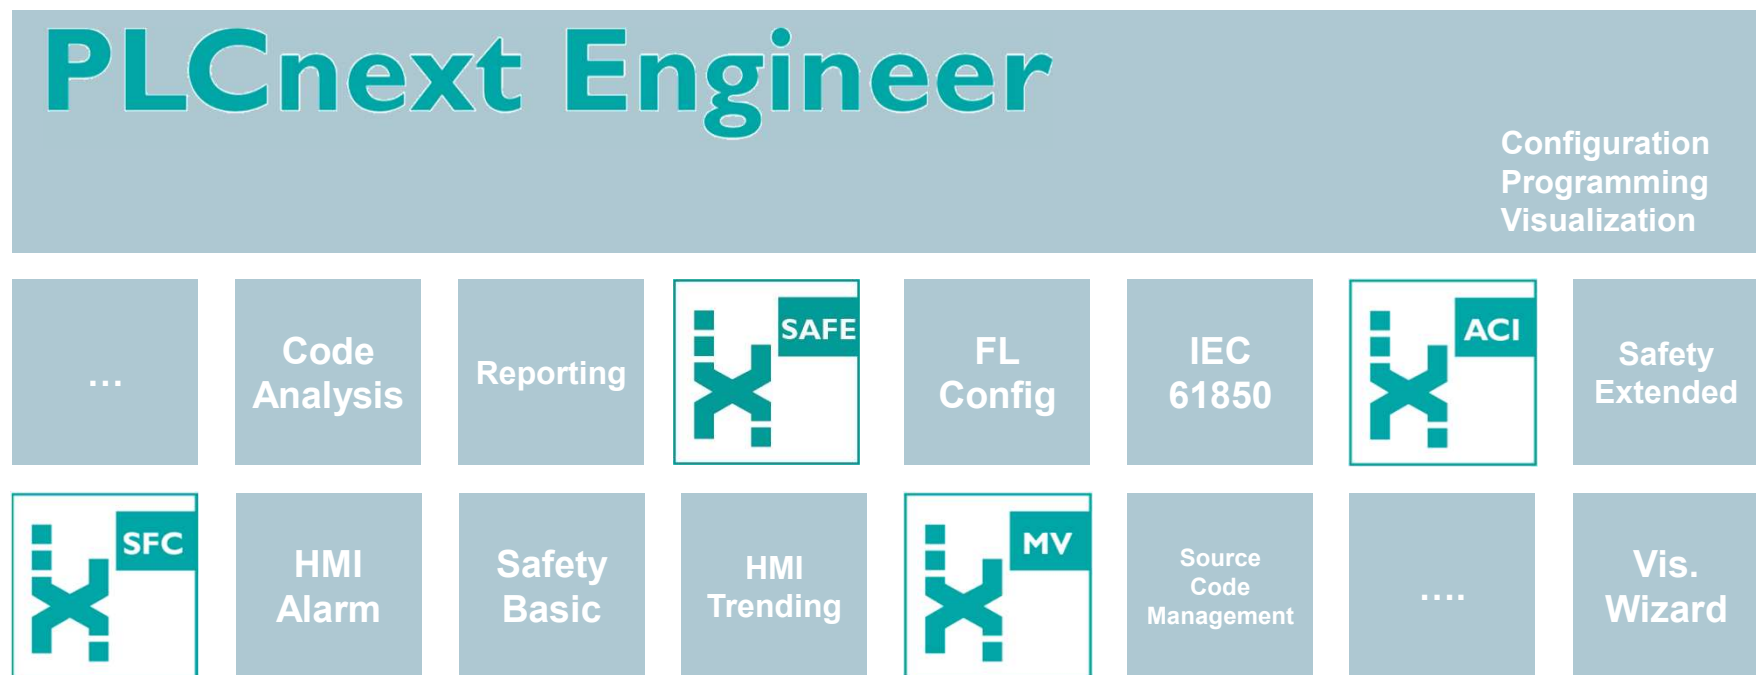 PLCnext Engineer
Configuration
Programming
Visualization
...
Code
Analysis
Reporting
SAFE
FL
Config
IEC
61850
ACI
Safety
Extended
SFC
HMI
Alarm
Safety
Basic
HMI
Trending
MV
Source
Code
Management
....
Vis.
Wizard